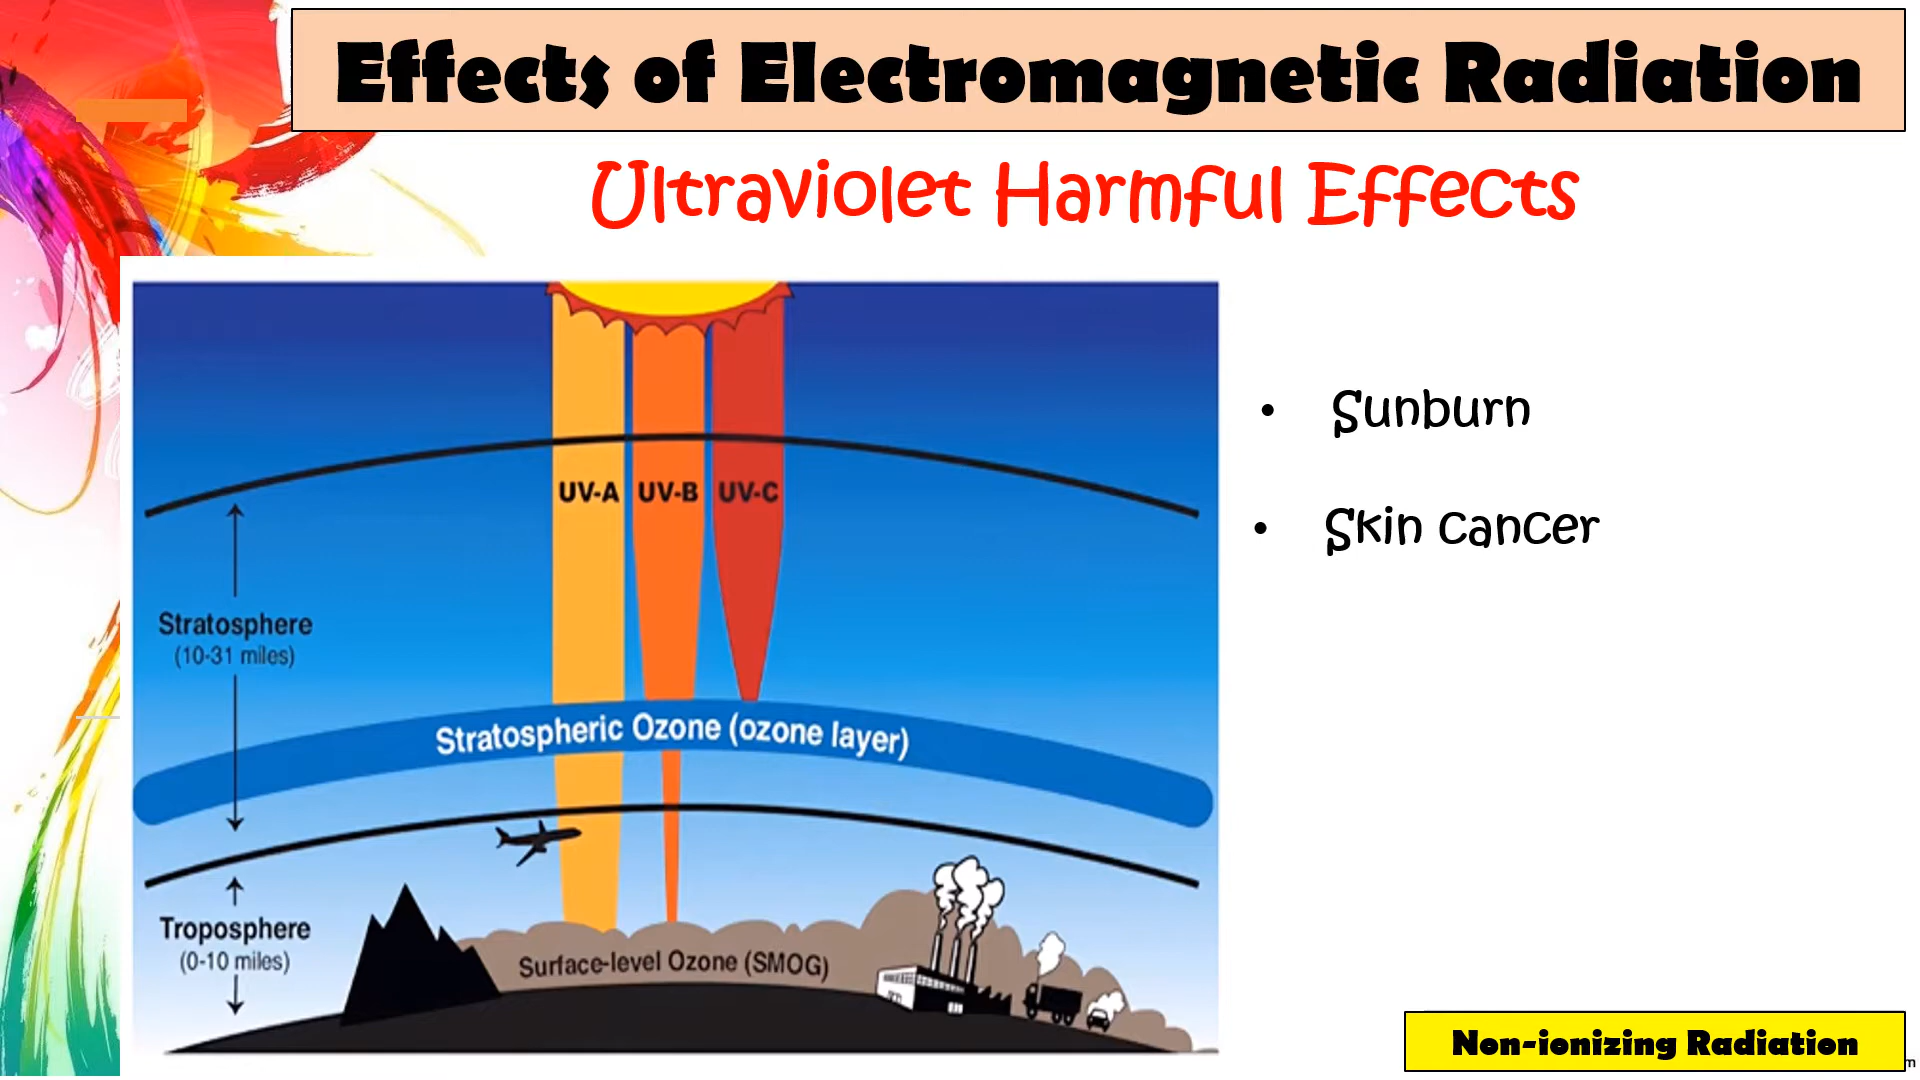 Effects of Electromagnetic Radiation
Ultraviolet Harmful Effects
UV-A UV-B UV-C
Stratosphere
(10-31 miles)
Stratospheric Ozone (ozone layer)
Troposphere
(0-10 miles)
Surface-level Ozone (SMOG)
• Sunburn
• Skin cancer
Non-ionizing Radiation
m